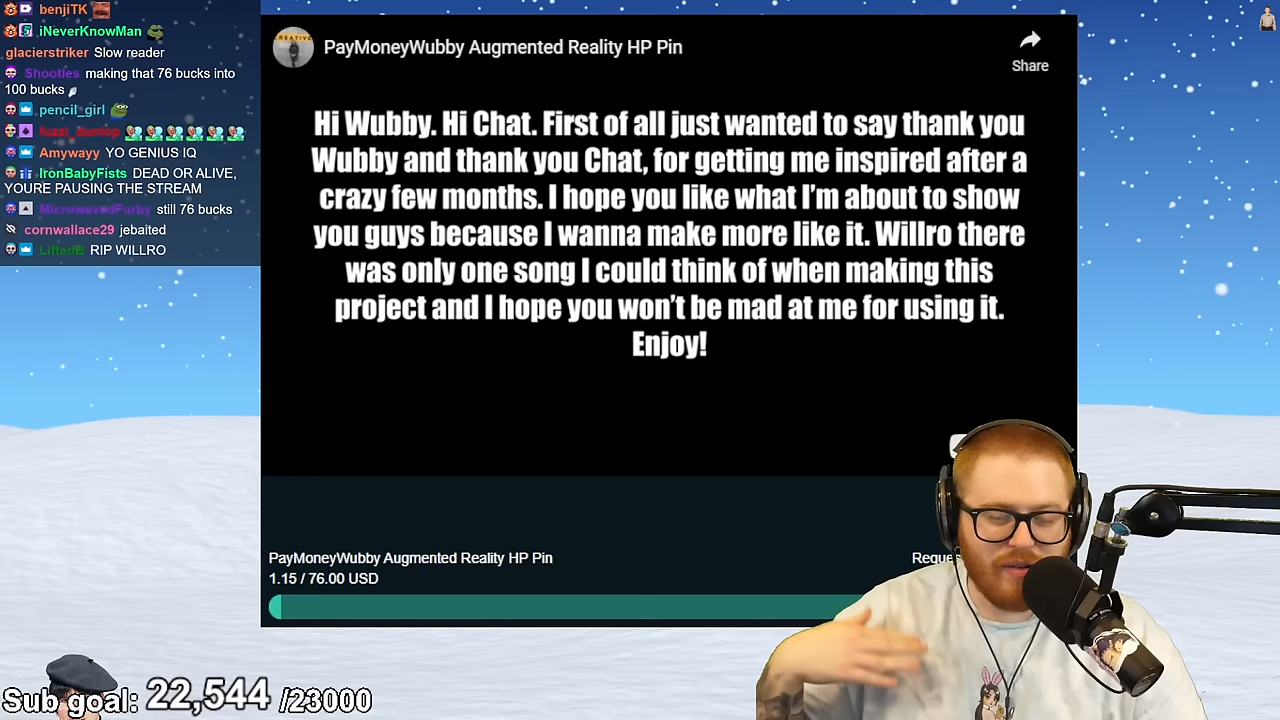 benjiTK
iNeverKnowMan
glacierstriker Slow reader
Shooties making that 76 bucks into
100 bucks
pencil_girl
fuzzi_dunlop
Amywayy YO GENIUS IQ
IronBabyFists DEAD OR ALIVE,
YOURE PAUSING THE STREAM
MicrowavedFurby still 76 bucks
cornwallace29 jebaited
LiftedB RIP WILLRO
CREATIVE
PayMoneyWubby Augmented Reality HP Pin
Share
Hi Wubby. Hi Chat. First of all just wanted to say thank you
Wubby and thank you Chat, for getting me inspired after a
crazy few months. I hope you like what I’m about to show
you guys because I wanna make more like it. Willro there
was only one song I could think of when making this
project and I hope you won’t be mad at me for using it.
Enjoy!
PayMoneyWubby Augmented Reality HP Pin
1.15 / 76.00 USD
Sub goal: 22,544 /23000